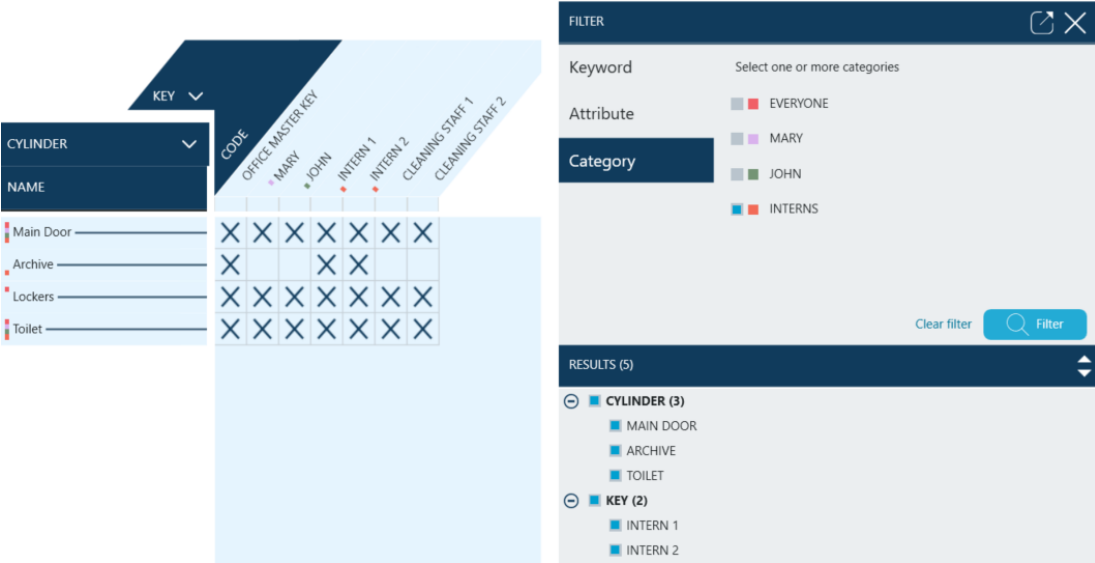 KEY
CODE
OFFICE MASTER KEY
MARY
JOHN
INTERN 1
INTERN 2
CLEANING STAFF 1
CLEANING STAFF 2
CYLINDER
NAME
Main Door
Archive
Lockers
Toilet
FILTER
Keyword
Attribute
Category
Select one or more categories
EVERYONE
MARY
JOHN
INTERNS
Clear filter
Filter
RESULTS (5)
CYLINDER (3)
MAIN DOOR
ARCHIVE
TOILET
KEY (2)
INTERN 1
INTERN 2